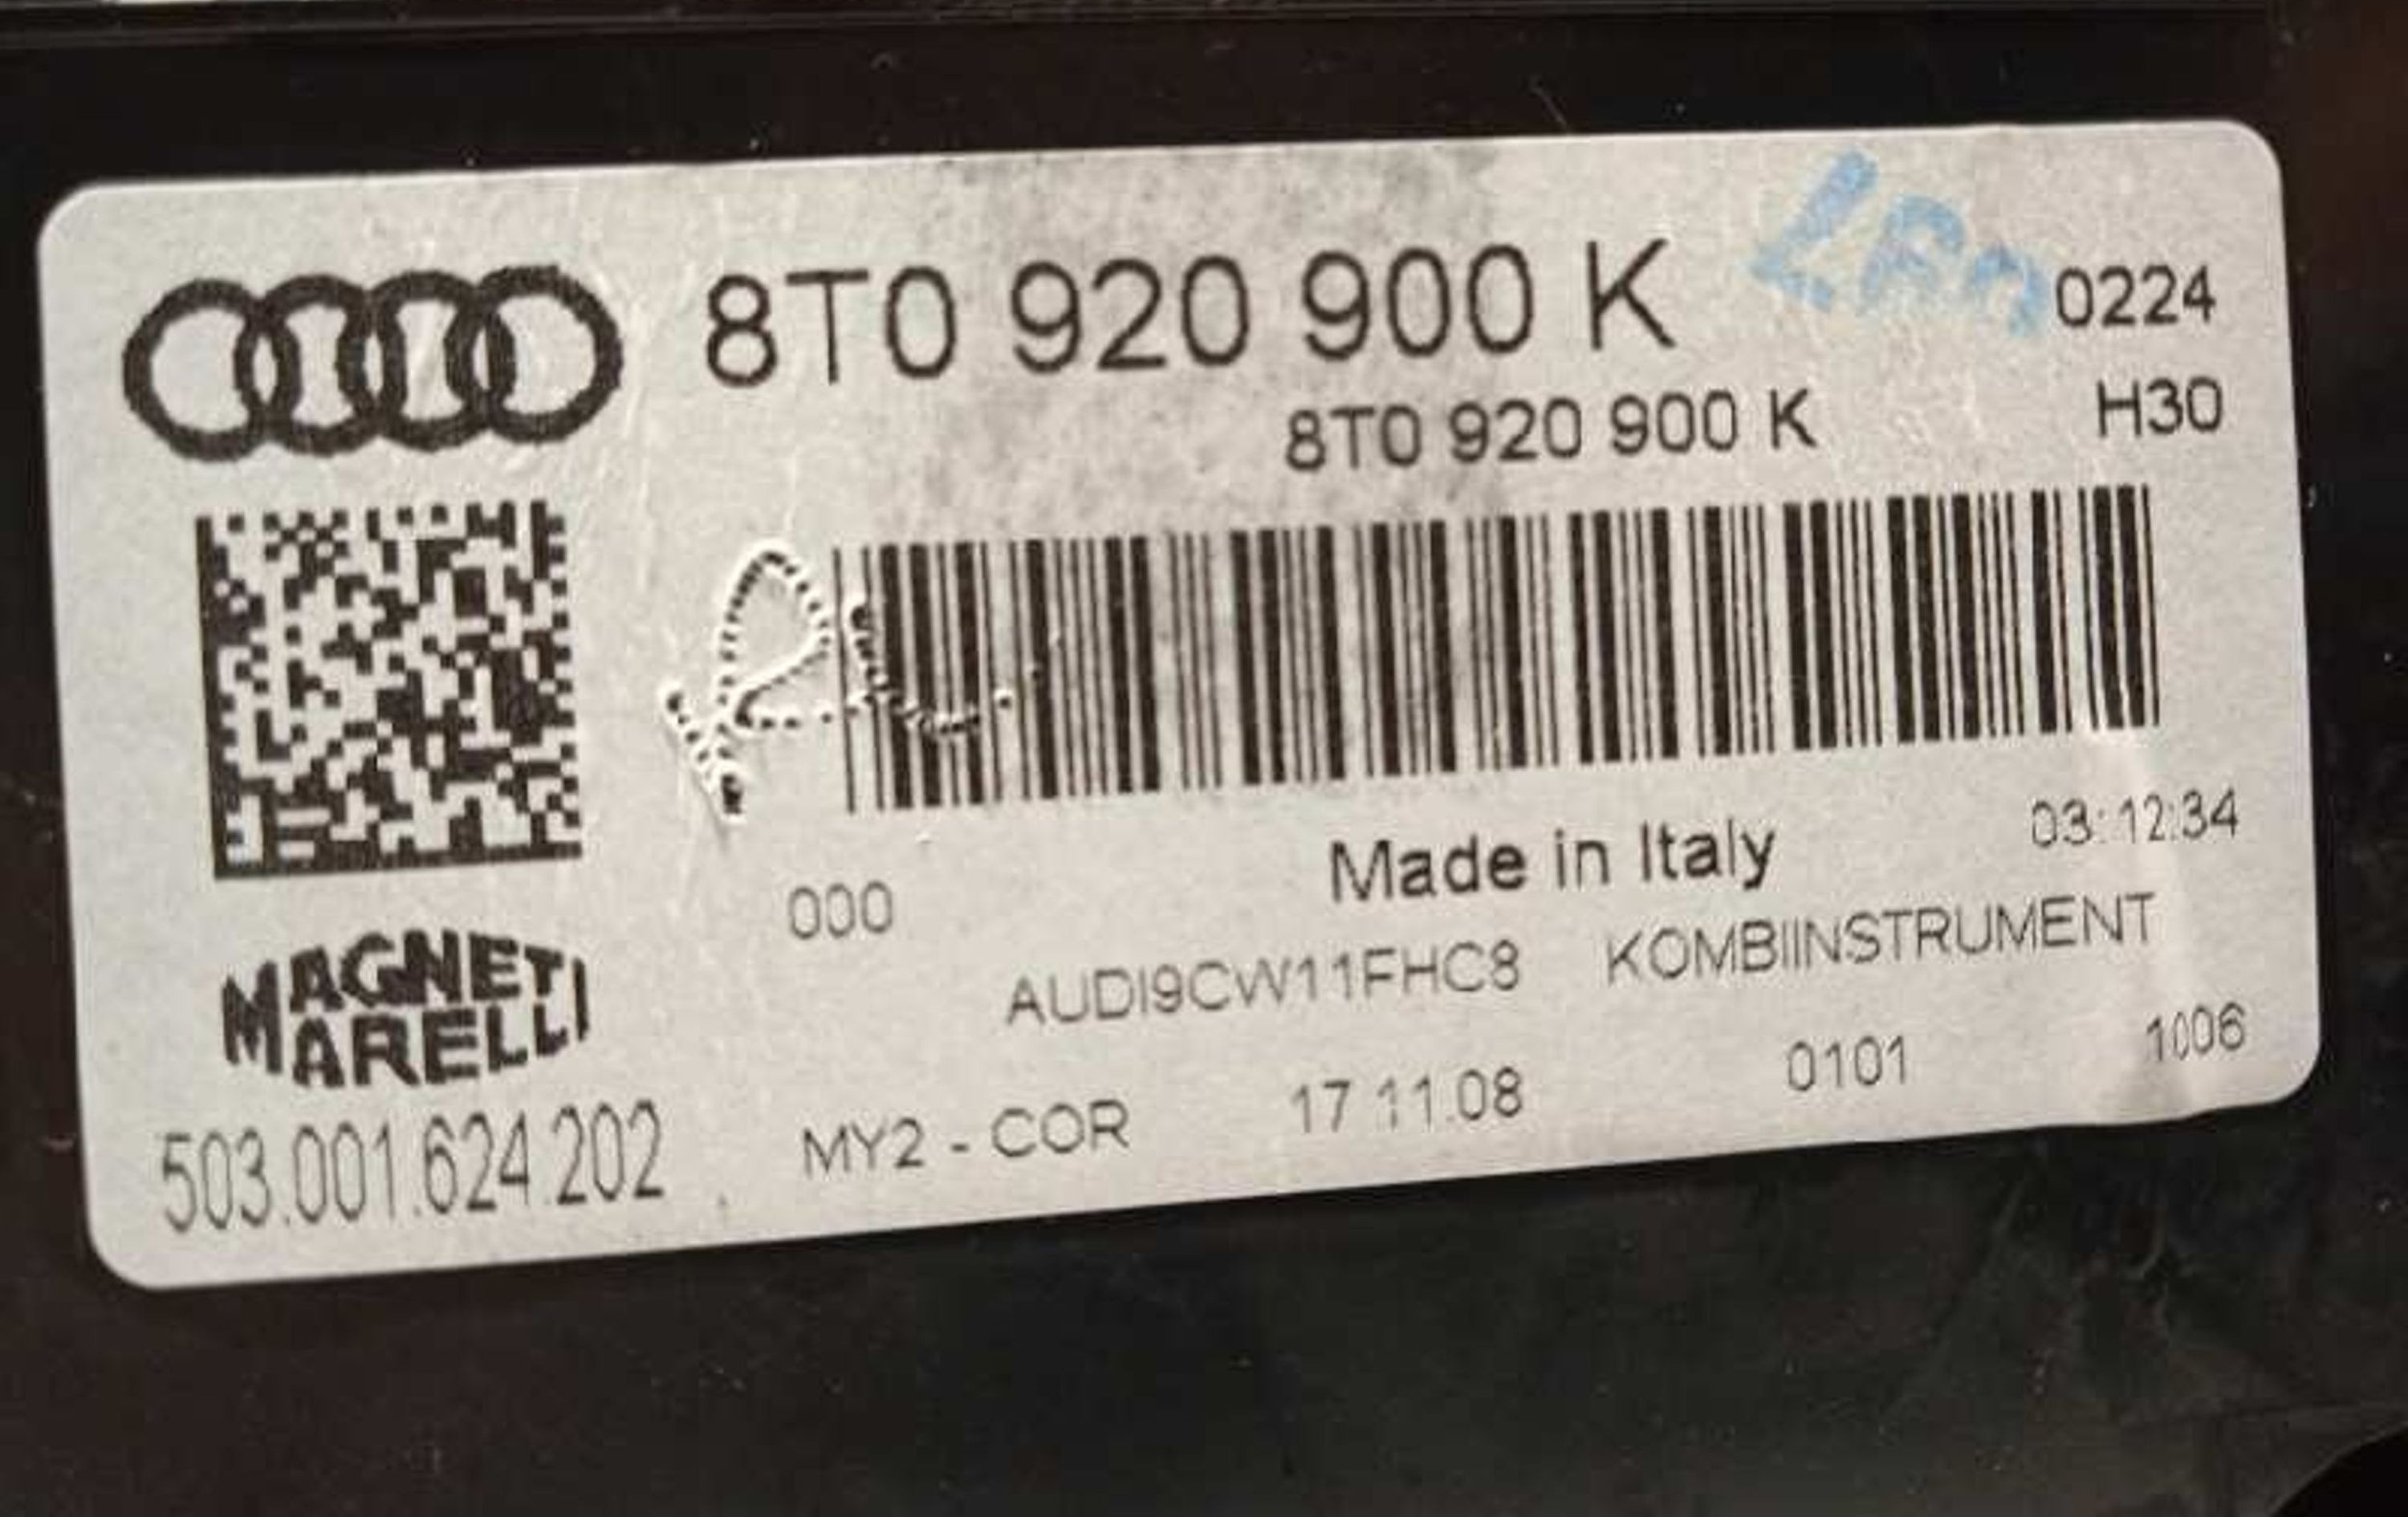 8T0 920 900 K 0224
8T0 920 900 K H30
000 Made in Italy 03:12:34
AUDI9CW11FHC8 KOMBIINSTRUMENT
MAGNETI
MARELLI
503.001.624.202
MY2 - COR 17.11.08 0101 1006